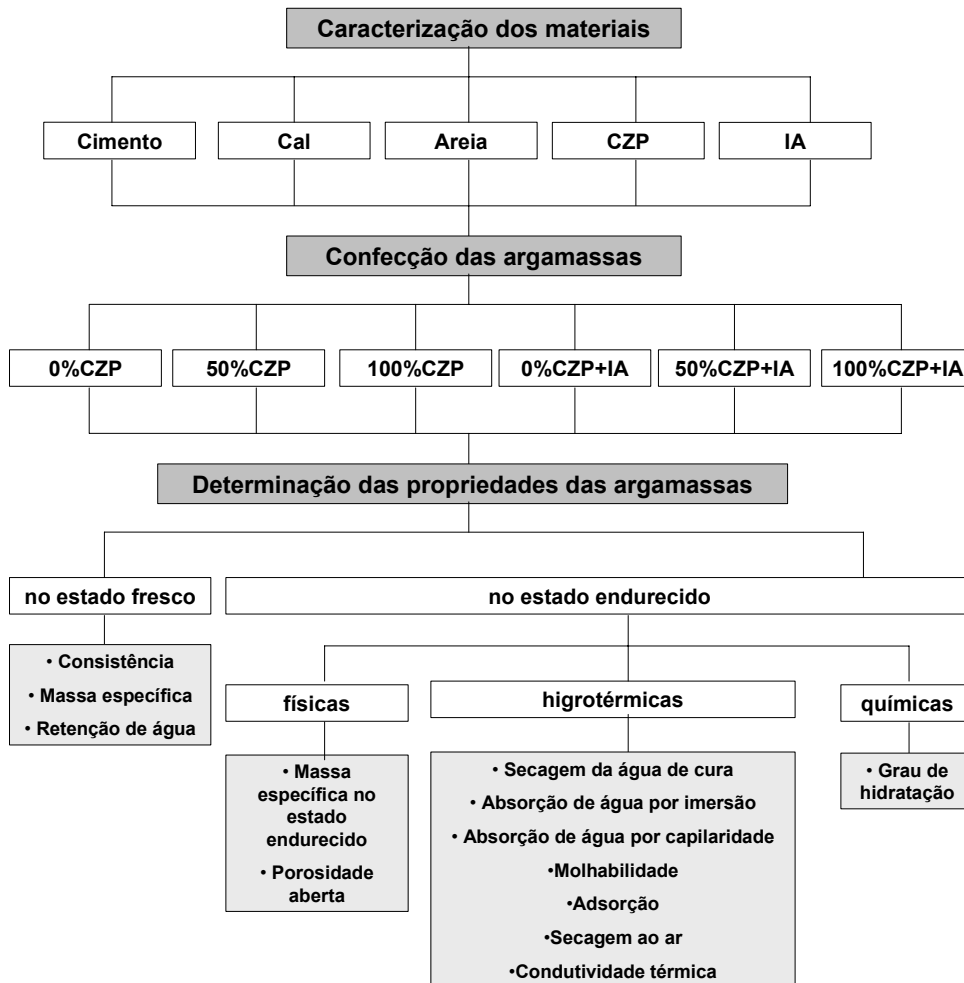 Caracterização dos materiais
Cimento
Cal
Areia
CZP
IA
Confecção das argamassas
0%CZP
50%CZP
100%CZP
0%CZP+IA
50%CZP+IA
100%CZP+IA
Determinação das propriedades das argamassas
no estado fresco
no estado endurecido
• Consistência
• Massa específica
• Retenção de água
físicas
• Massa
específica no
estado
endurecido
• Porosidade
aberta
higrotérmicas
• Secagem da água de cura
• Absorção de água por imersão
• Absorção de água por capilaridade
•Molhabilidade
•Adsorção
•Secagem ao ar
•Condutividade térmica
químicas
• Grau de
hidratação